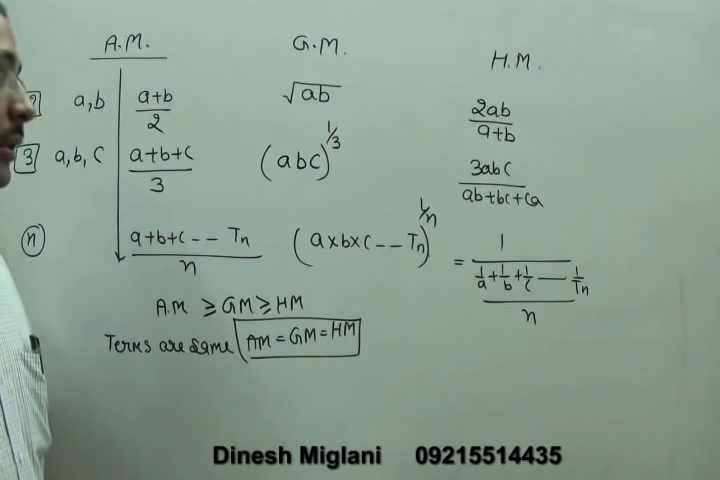 A.M. G.M. H.M.
2 a,b a+b/2 √ab 2ab/a+b
3 a,b,c a+b+c/3 (abc)^1/3 3abc/ab+bc+ca
n a+b+c--Tn/n (a×b×c--Tn)^1/n = 1/((1/a+1/b+1/c—1/Tn)/n)
A.M ≥ GM ≥ HM
Terms are same AM = GM = HM
Dinesh Miglani 09215514435